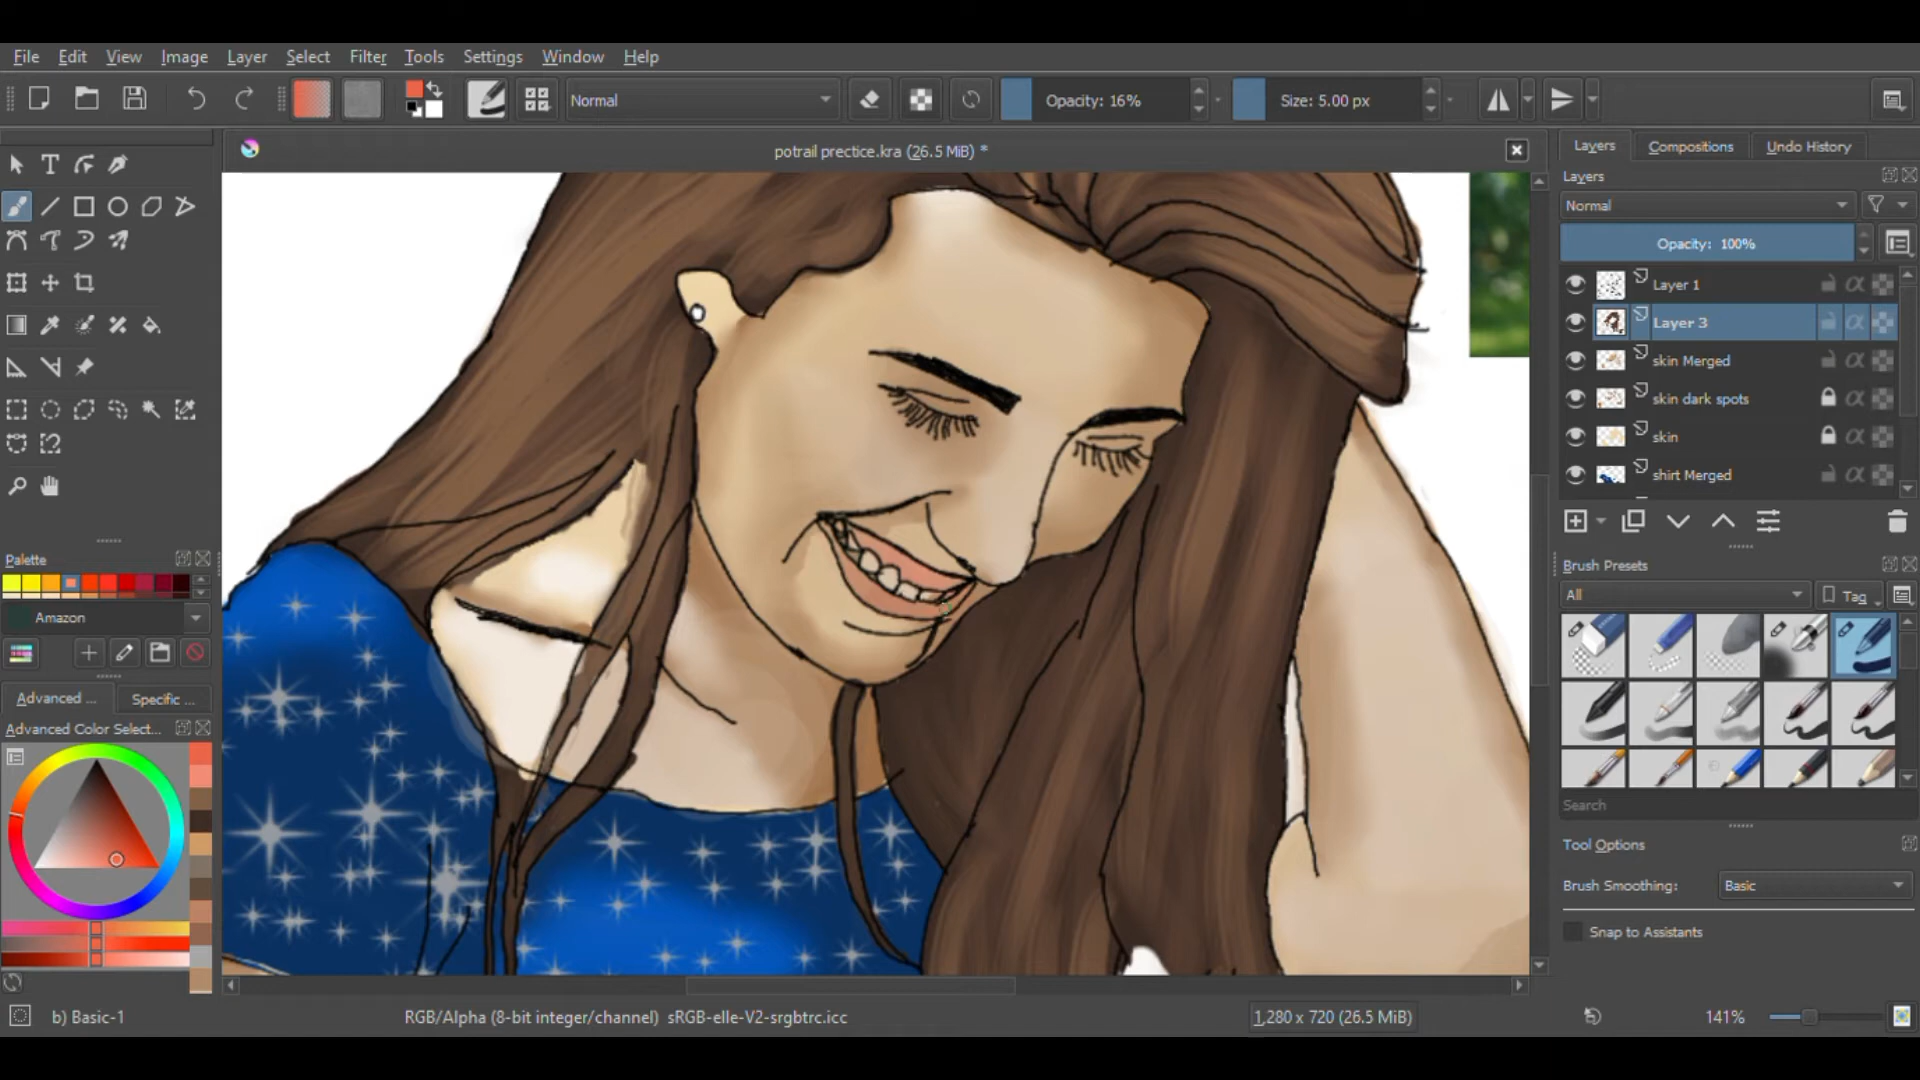 File Edit View Image Layer Select Filter Tools Settings Window Help
Normal Opacity: 16% Size: 5.00 px
potrail prectice.kra (26.5 MiB) *
Layers Compositions Undo History
Layers
Normal
Opacity: 100%
Layer 1
Layer 3
skin Merged
skin dark spots
skin
shirt Merged
Palette
Amazon
Advanced ... Specific ...
Advanced Color Select...
Brush Presets
All Tag
Search
Tool Options
Brush Smoothing: Basic
Snap to Assistants
b) Basic-1 RGB/Alpha (8-bit integer/channel) sRGB-elle-V2-srgbtrc.icc 1,280 x 720 (26.5 MiB) 141%